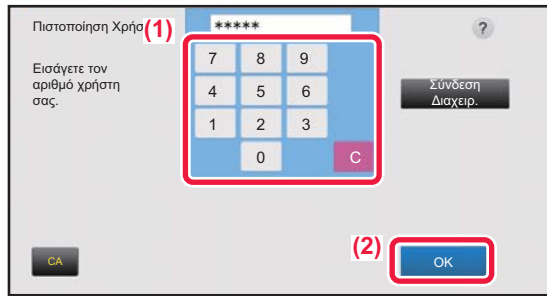 Πιστοποίηση Χρήσ
(1)
*****
?
Εισάγετε τον
αριθμό χρήστη
σας.
7 8 9
4 5 6
1 2 3
0 C
Σύνδεση
Διαχειρ.
(2)
CA
OK